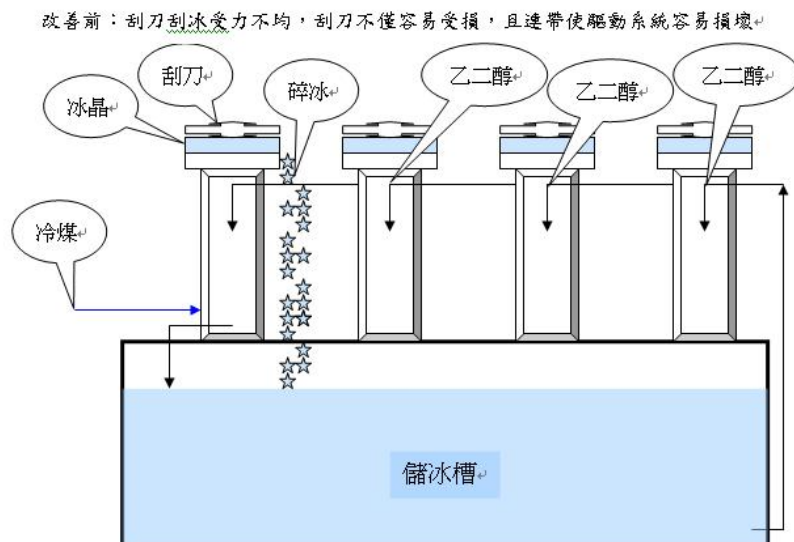 改善前：刮刀刮冰受力不均，刮刀不僅容易受損，且連帶使驅動系統容易損壞
刮刀
碎冰
乙二醇
乙二醇
乙二醇
冰晶
冷煤
儲冰槽